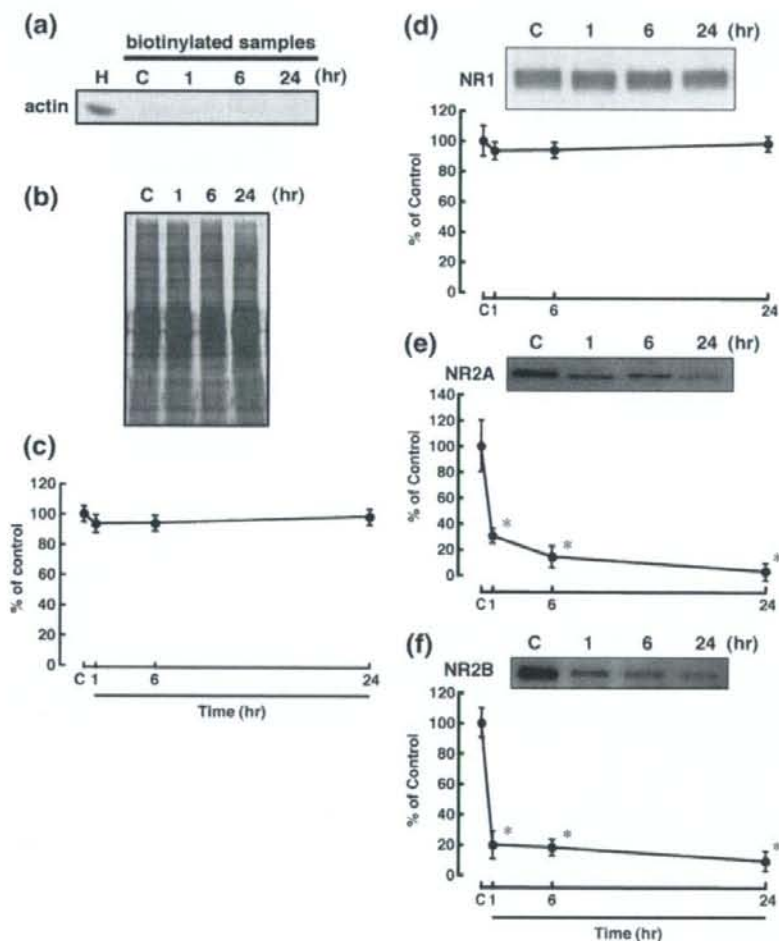 (a)
biotinylated samples
H C 1 6 24 (hr)
actin
(b)
C 1 6 24 (hr)
(c)
% of control
120
100
80
60
40
20
0
C 1 6 24
Time (hr)
(d)
C 1 6 24 (hr)
NR1
% of Control
120
100
80
60
40
20
0
C1 6 24
(e)
C 1 6 24 (hr)
NR2A
% of Control
140
120
100
80
60
40
20
0
* * *
C1 6 24
(f)
C 1 6 24 (hr)
NR2B
% of Control
120
100
80
60
40
20
0
* * *
C1 6 24
Time (hr)